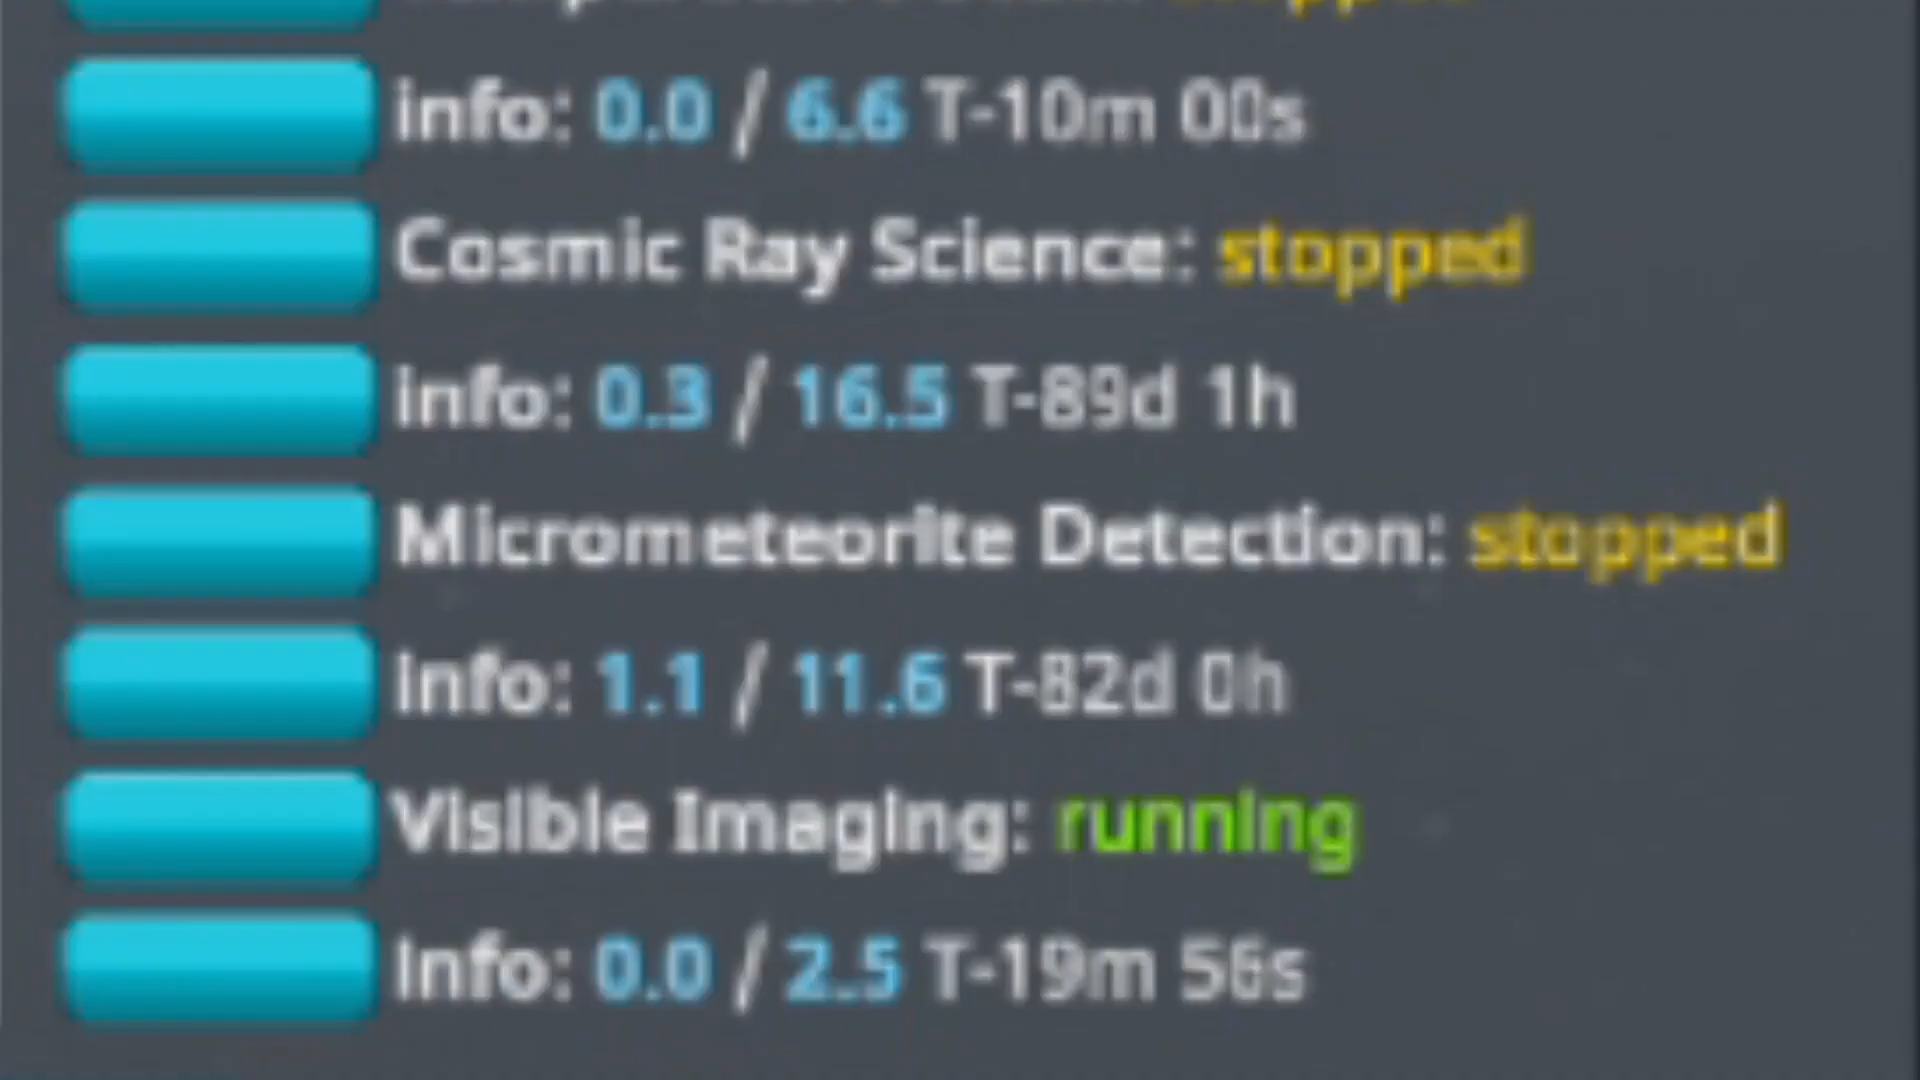 info: 0.0 / 6.6 T-10m 00s
Cosmic Ray Science: stopped
info: 0.3 / 16.5 T-89d 1h
Micrometeorite Detection: stopped
info: 1.1 / 11.6 T-82d 0h
Visible Imaging: running
info: 0.0 / 2.5 T-19m 56s